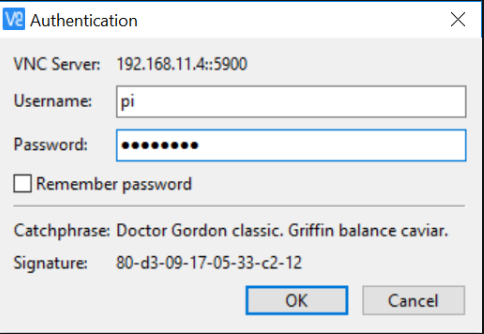 Authentication
VNC Server: 192.168.11.4::5900
Username: pi
Password: ●●●●●●●●
Remember password
Catchphrase: Doctor Gordon classic. Griffin balance caviar.
Signature: 80-d3-09-17-05-33-c2-12
OK Cancel